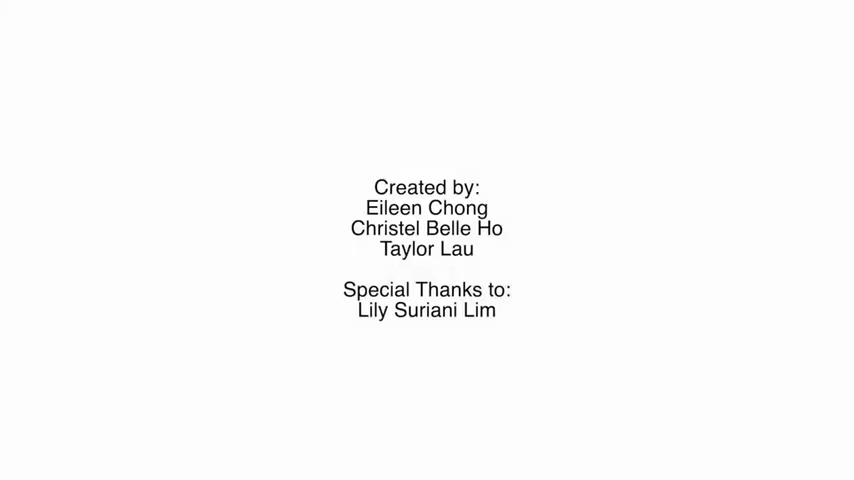 Created by:
Eileen Chong
Christel Belle Ho
Taylor Lau
Special Thanks to:
Lily Suriani Lim